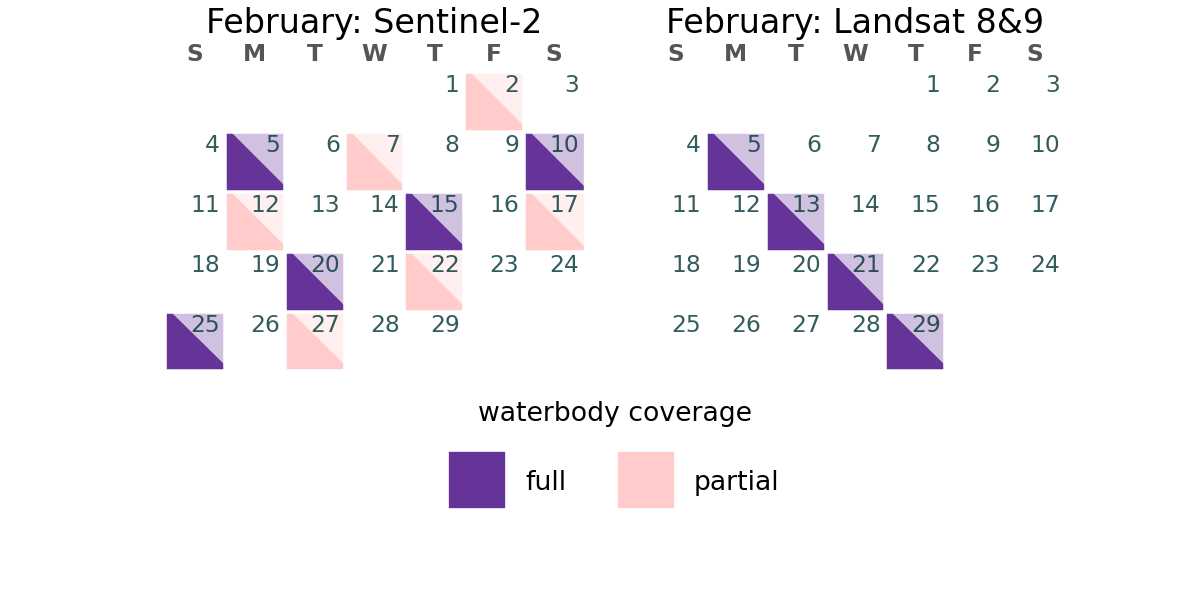 February: Sentinel-2
S M T W T F S
1 2 3
4 5 6 7 8 9 10
11 12 13 14 15 16 17
18 19 20 21 22 23 24
25 26 27 28 29
February: Landsat 8&9
S M T W T F S
1 2 3
4 5 6 7 8 9 10
11 12 13 14 15 16 17
18 19 20 21 22 23 24
25 26 27 28 29
waterbody coverage
full
partial